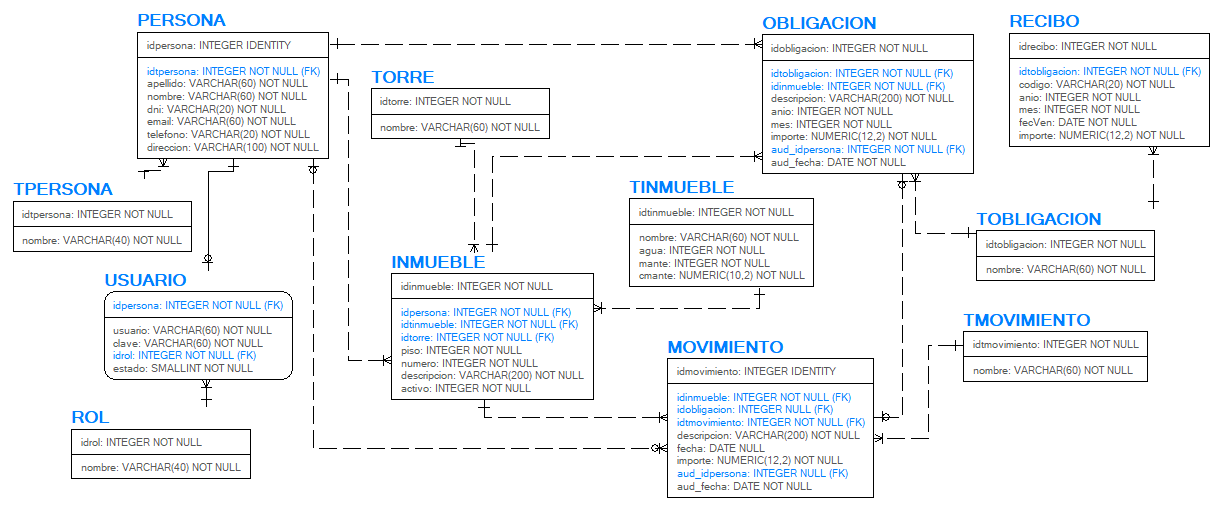 PERSONA
idpersona: INTEGER IDENTITY
idtpersona: INTEGER NOT NULL (FK)
apellido: VARCHAR(60) NOT NULL
nombre: VARCHAR(60) NOT NULL
dni: VARCHAR(20) NOT NULL
email: VARCHAR(60) NOT NULL
telefono: VARCHAR(20) NOT NULL
direccion: VARCHAR(100) NOT NULL
TORRE
idtorre: INTEGER NOT NULL
nombre: VARCHAR(60) NOT NULL
OBLIGACION
idobligacion: INTEGER NOT NULL
idtobligacion: INTEGER NOT NULL (FK)
idinmueble: INTEGER NOT NULL (FK)
descripcion: VARCHAR(200) NOT NULL
anio: INTEGER NOT NULL
mes: INTEGER NOT NULL
importe: NUMERIC(12,2) NOT NULL
aud_idpersona: INTEGER NOT NULL (FK)
aud_fecha: DATE NOT NULL
RECIBO
idrecibo: INTEGER NOT NULL
idtobligacion: INTEGER NOT NULL (FK)
codigo: VARCHAR(20) NOT NULL
anio: INTEGER NOT NULL
mes: INTEGER NOT NULL
fecVen: DATE NOT NULL
importe: NUMERIC(12,2) NOT NULL
TPERSONA
idtpersona: INTEGER NOT NULL
nombre: VARCHAR(40) NOT NULL
TINMUEBLE
idtinmueble: INTEGER NOT NULL
nombre: VARCHAR(60) NOT NULL
agua: INTEGER NOT NULL
mante: INTEGER NOT NULL
cmante: NUMERIC(10,2) NOT NULL
TOBLIGACION
idtobligacion: INTEGER NOT NULL
nombre: VARCHAR(60) NOT NULL
USUARIO
idpersona: INTEGER NOT NULL (FK)
usuario: VARCHAR(60) NOT NULL
clave: VARCHAR(60) NOT NULL
idrol: INTEGER NOT NULL (FK)
estado: SMALLINT NOT NULL
INMUEBLE
idinmueble: INTEGER NOT NULL
idpersona: INTEGER NOT NULL (FK)
idtinmueble: INTEGER NOT NULL (FK)
idtorre: INTEGER NOT NULL (FK)
piso: INTEGER NOT NULL
numero: INTEGER NOT NULL
descripcion: VARCHAR(200) NOT NULL
activo: INTEGER NOT NULL
TMOVIMIENTO
idtmovimiento: INTEGER NOT NULL
nombre: VARCHAR(60) NOT NULL
MOVIMIENTO
idmovimiento: INTEGER IDENTITY
idinmueble: INTEGER NOT NULL (FK)
idobligacion: INTEGER NULL (FK)
idtmovimiento: INTEGER NOT NULL (FK)
descripcion: VARCHAR(200) NOT NULL
fecha: DATE NULL
importe: NUMERIC(12,2) NOT NULL
aud_idpersona: INTEGER NULL (FK)
aud_fecha: DATE NOT NULL
ROL
idrol: INTEGER NOT NULL
nombre: VARCHAR(40) NOT NULL